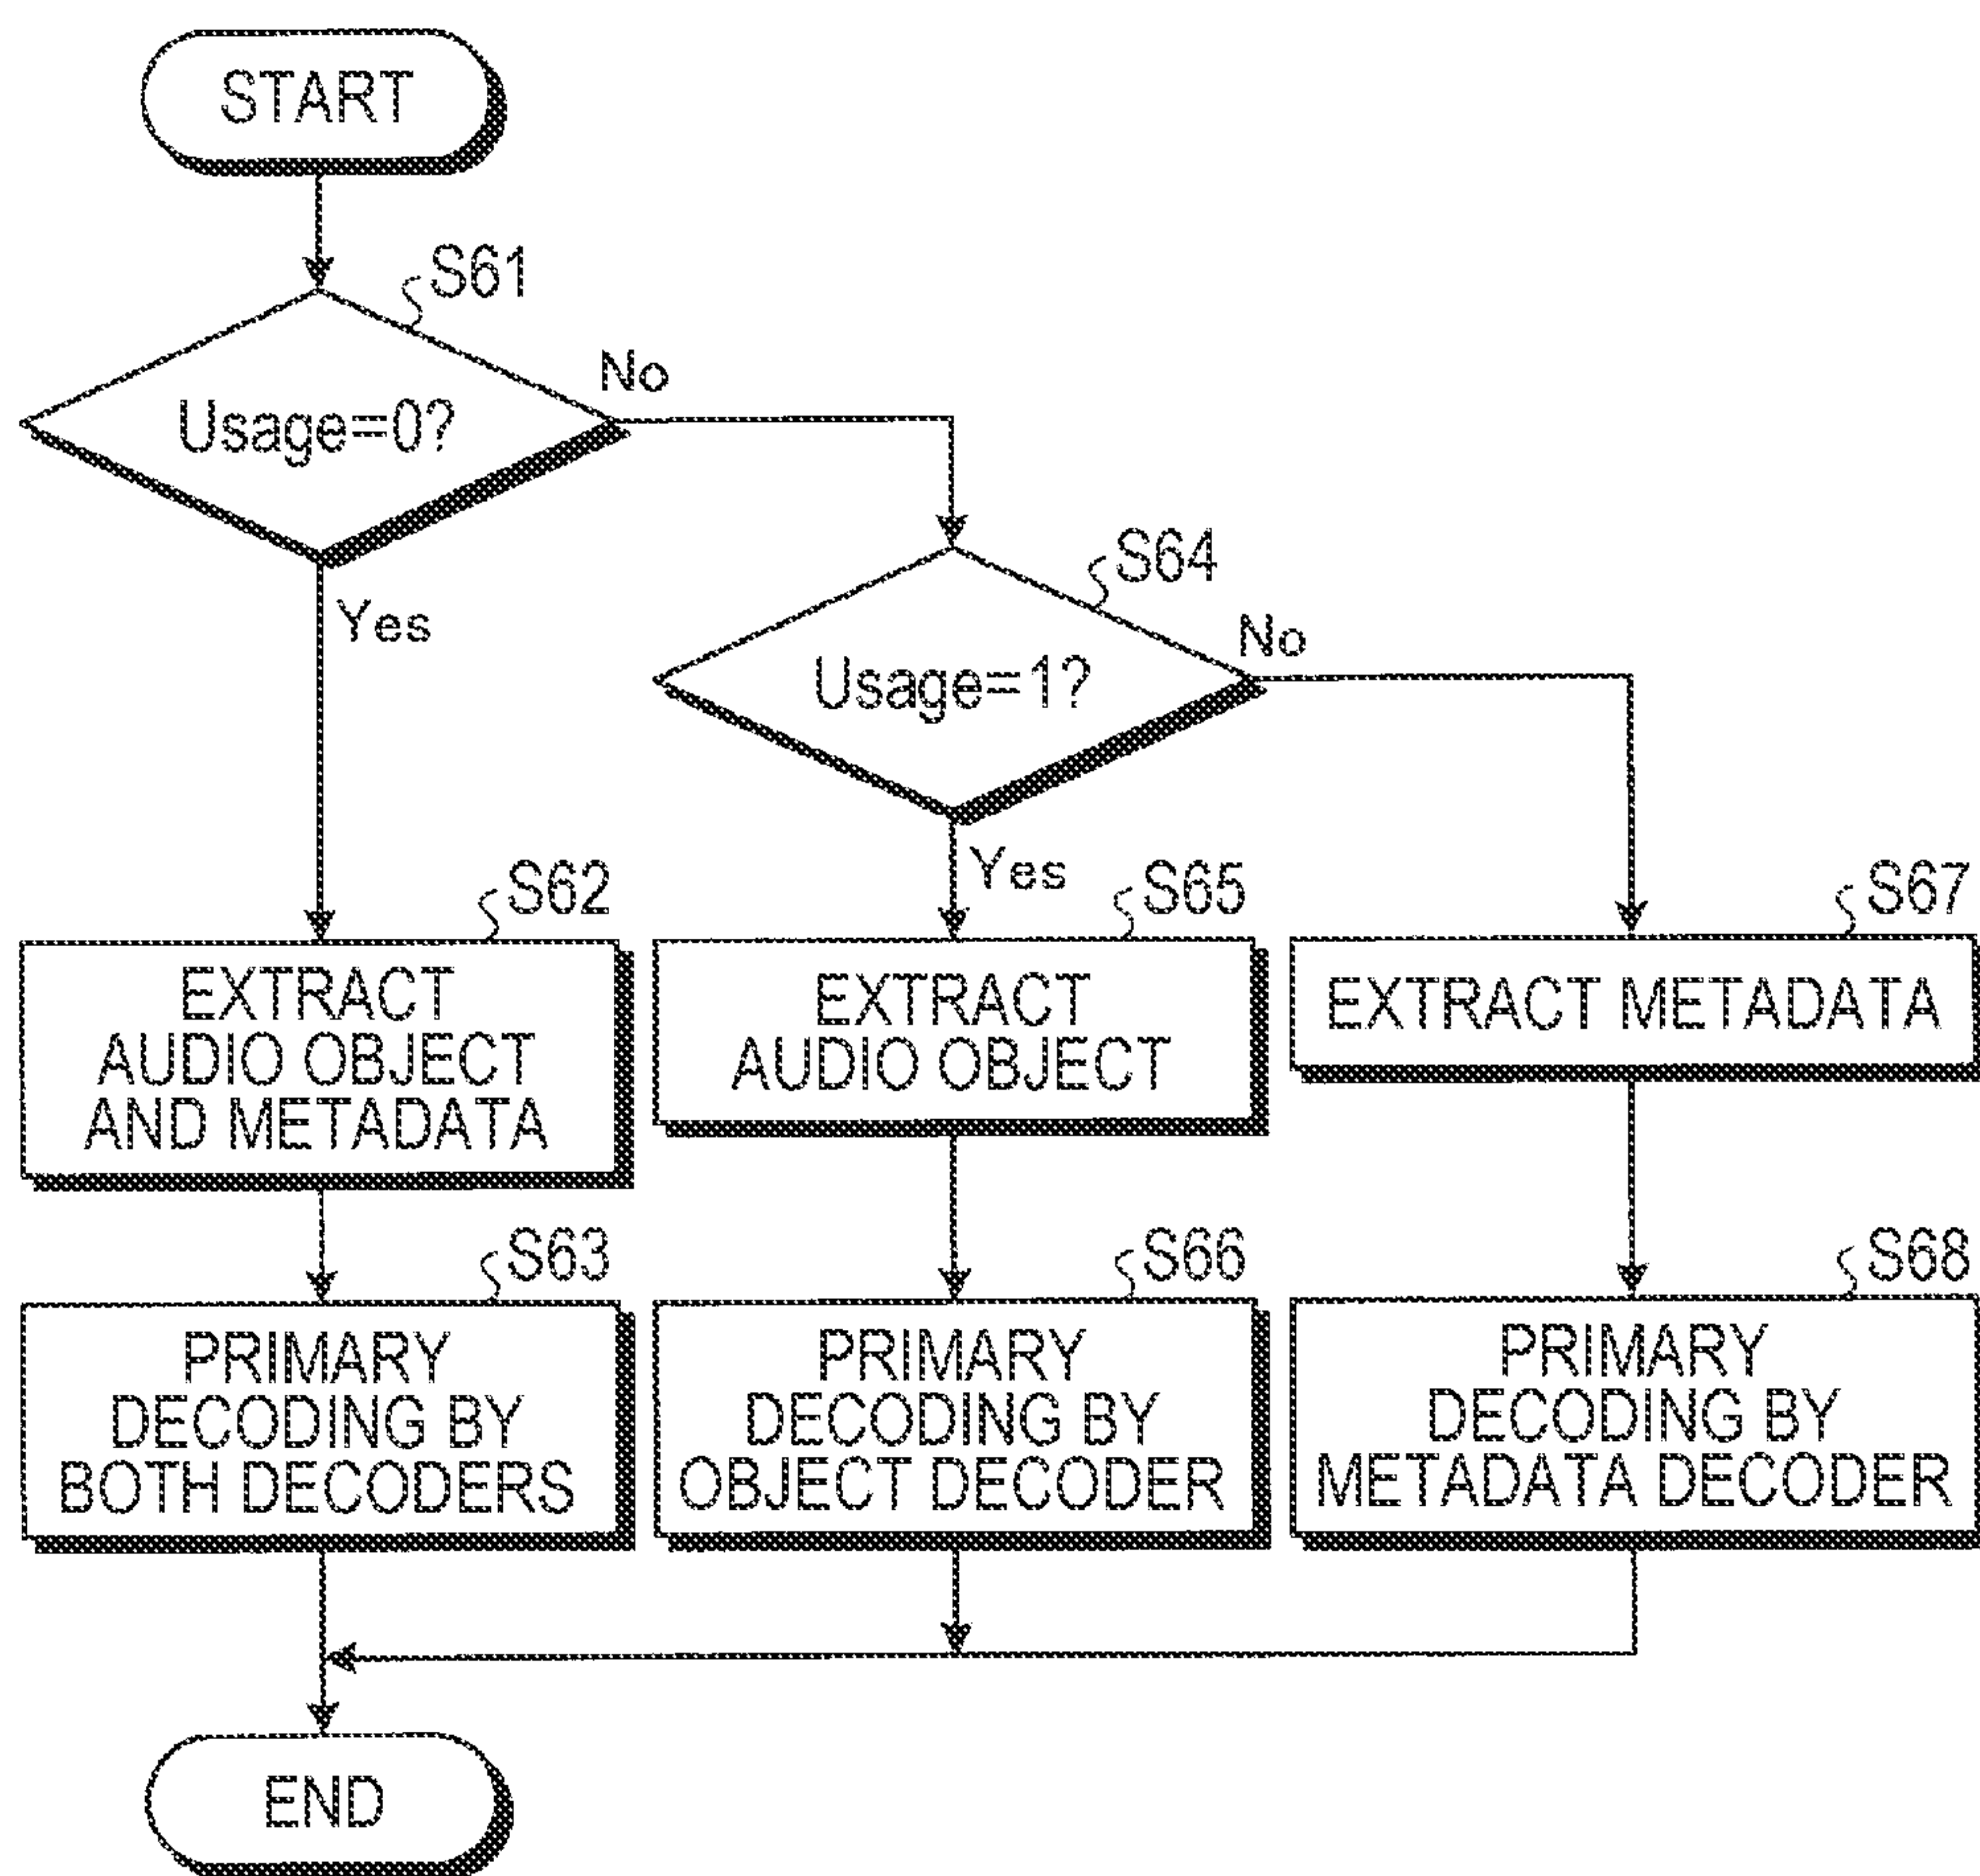 START
S61
Usage=0?
No
Yes
S64
Usage=1?
No
Yes
S62
EXTRACT
AUDIO OBJECT
AND METADATA
S65
EXTRACT
AUDIO OBJECT
S67
EXTRACT METADATA
S63
PRIMARY
DECODING BY
BOTH DECODERS
S66
PRIMARY
DECODING BY
OBJECT DECODER
S68
PRIMARY
DECODING BY
METADATA DECODER
END